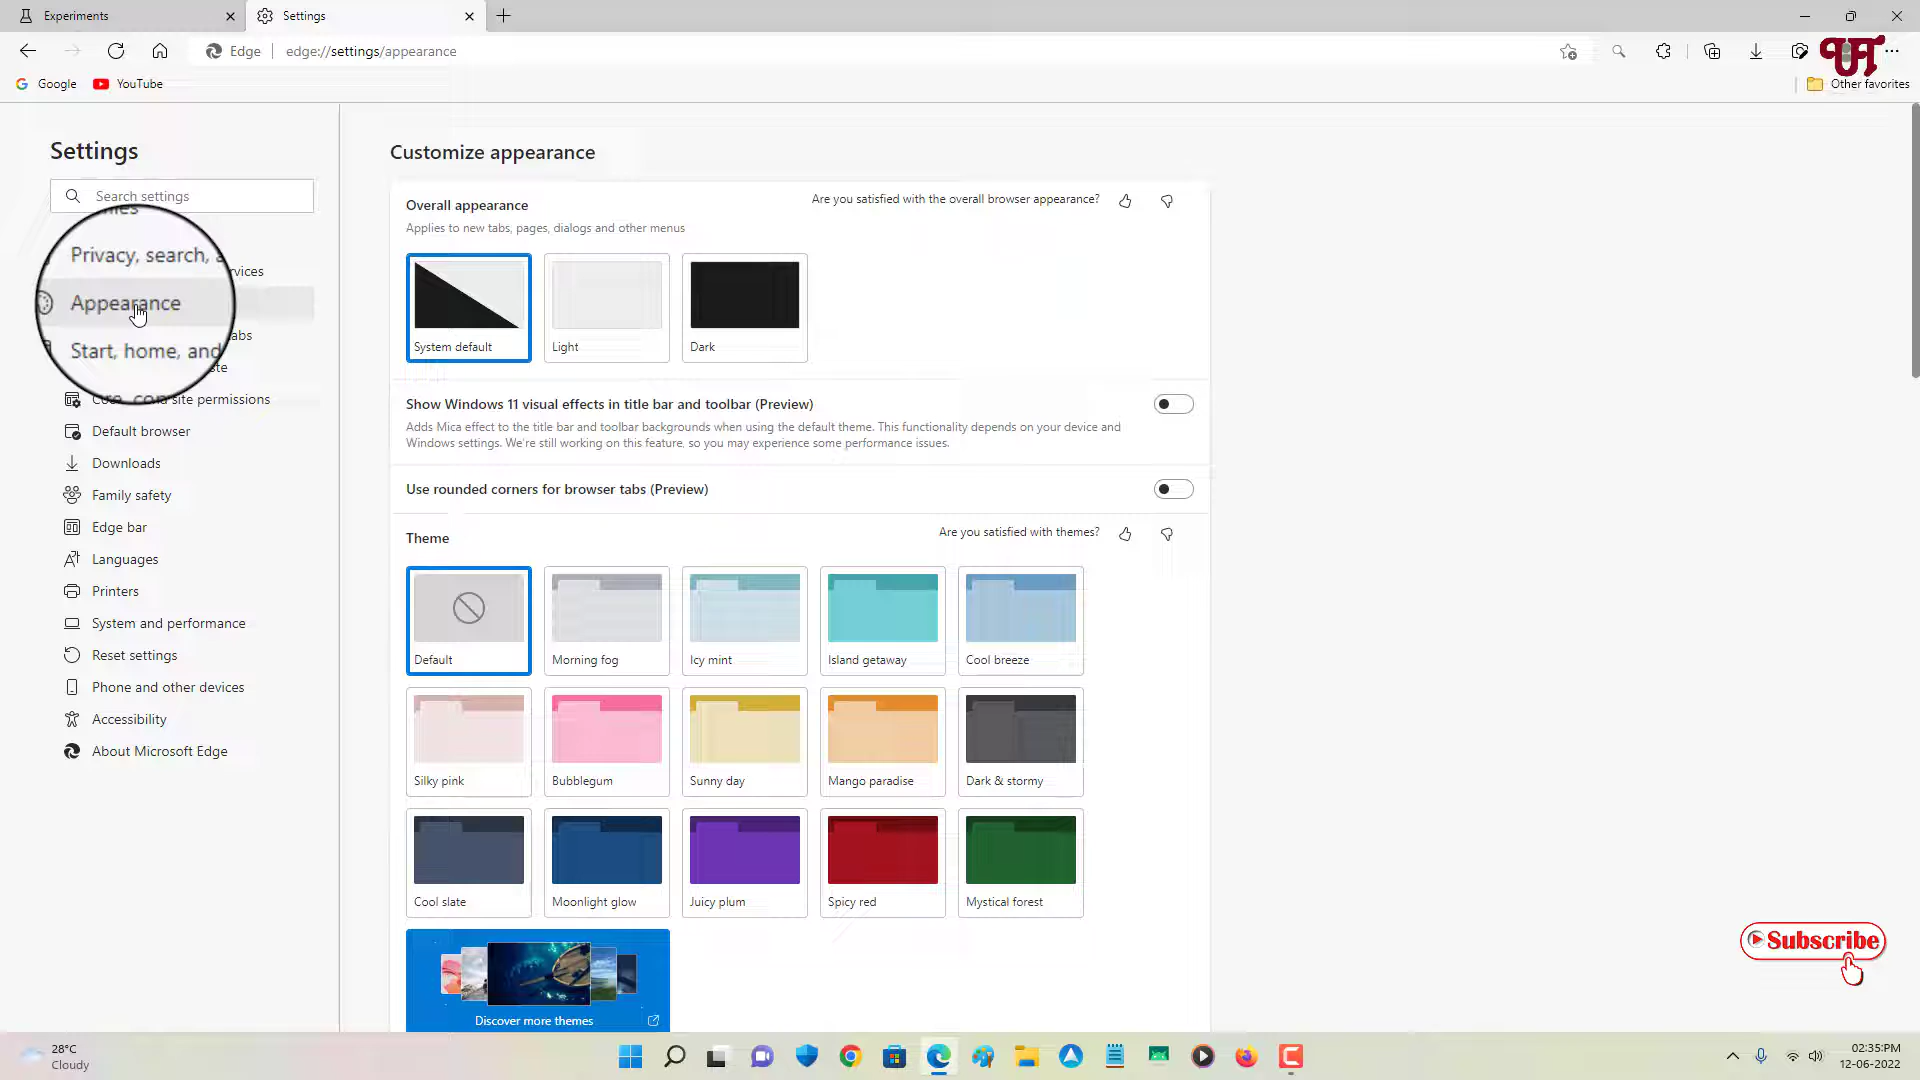 Experiments
Settings
Edge
edge://settings/appearance
Google
YouTube
Other favorites
Settings
Search settings
Privacy, search,
rvices
Appearance
abs
Start, home, and
site permissions
Default browser
Downloads
Family safety
Edge bar
Languages
Printers
System and performance
Reset settings
Phone and other devices
Accessibility
About Microsoft Edge
Customize appearance
Overall appearance
Are you satisfied with the overall browser appearance?
Applies to new tabs, pages, dialogs and other menus
System default
Light
Dark
Show Windows 11 visual effects in title bar and toolbar (Preview)
Adds Mica effect to the title bar and toolbar backgrounds when using the default theme. This functionality depends on your device and
Windows settings. We're still working on this feature, so you may experience some performance issues.
Use rounded corners for browser tabs (Preview)
Theme
Are you satisfied with themes?
Default
Morning fog
Icy mint
Island getaway
Cool breeze
Silky pink
Bubblegum
Sunny day
Mango paradise
Dark & stormy
Cool slate
Moonlight glow
Juicy plum
Spicy red
Mystical forest
Discover more themes
Subscribe
28°C
Cloudy
02:35:PM
12-06-2022